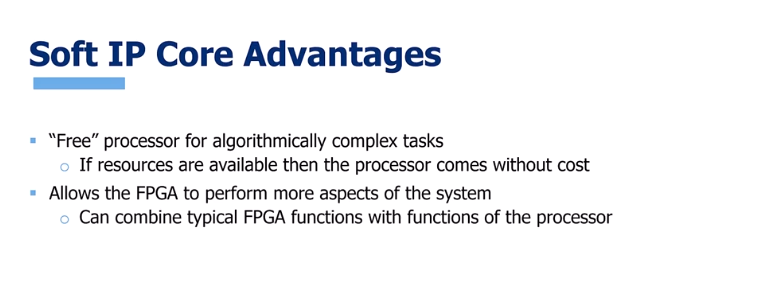 Soft IP Core Advantages
▪ “Free” processor for algorithmically complex tasks
o If resources are available then the processor comes without cost
▪ Allows the FPGA to perform more aspects of the system
o Can combine typical FPGA functions with functions of the processor